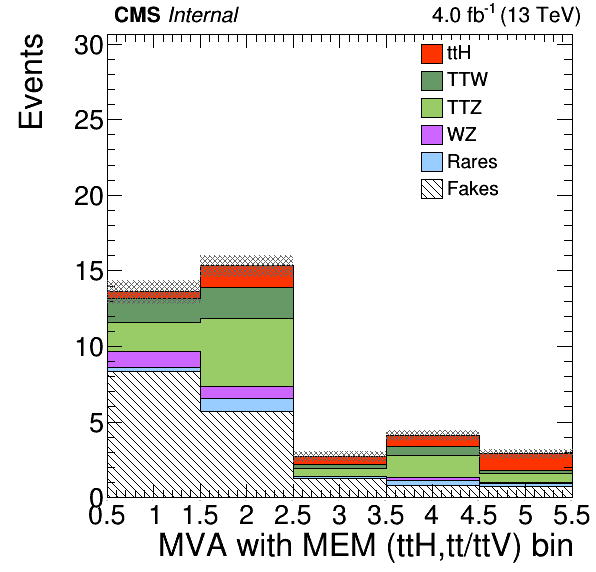 CMS Internal 4.0 fb-1 (13 TeV)
Events
30
25
20
15
10
5
0
ttH
TTW
TTZ
WZ
Rares
Fakes
0.5 1 1.5 2 2.5 3 3.5 4 4.5 5 5.5
MVA with MEM (ttH,tt/ttV) bin